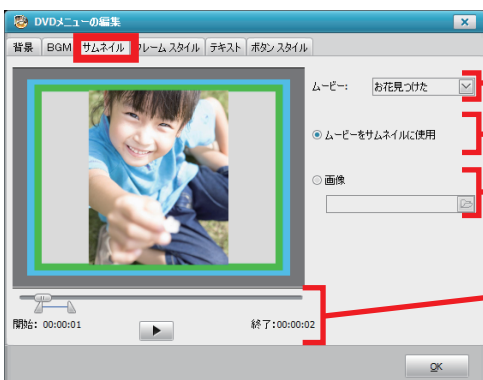 DVDメニューの編集
背景 BGM サムネイル フレーム スタイル テキスト ボタン スタイル
ムービー: お花見つけた
ムービーをサムネイルに使用
画像
開始: 00:00:01 終了:00:00:02
OK